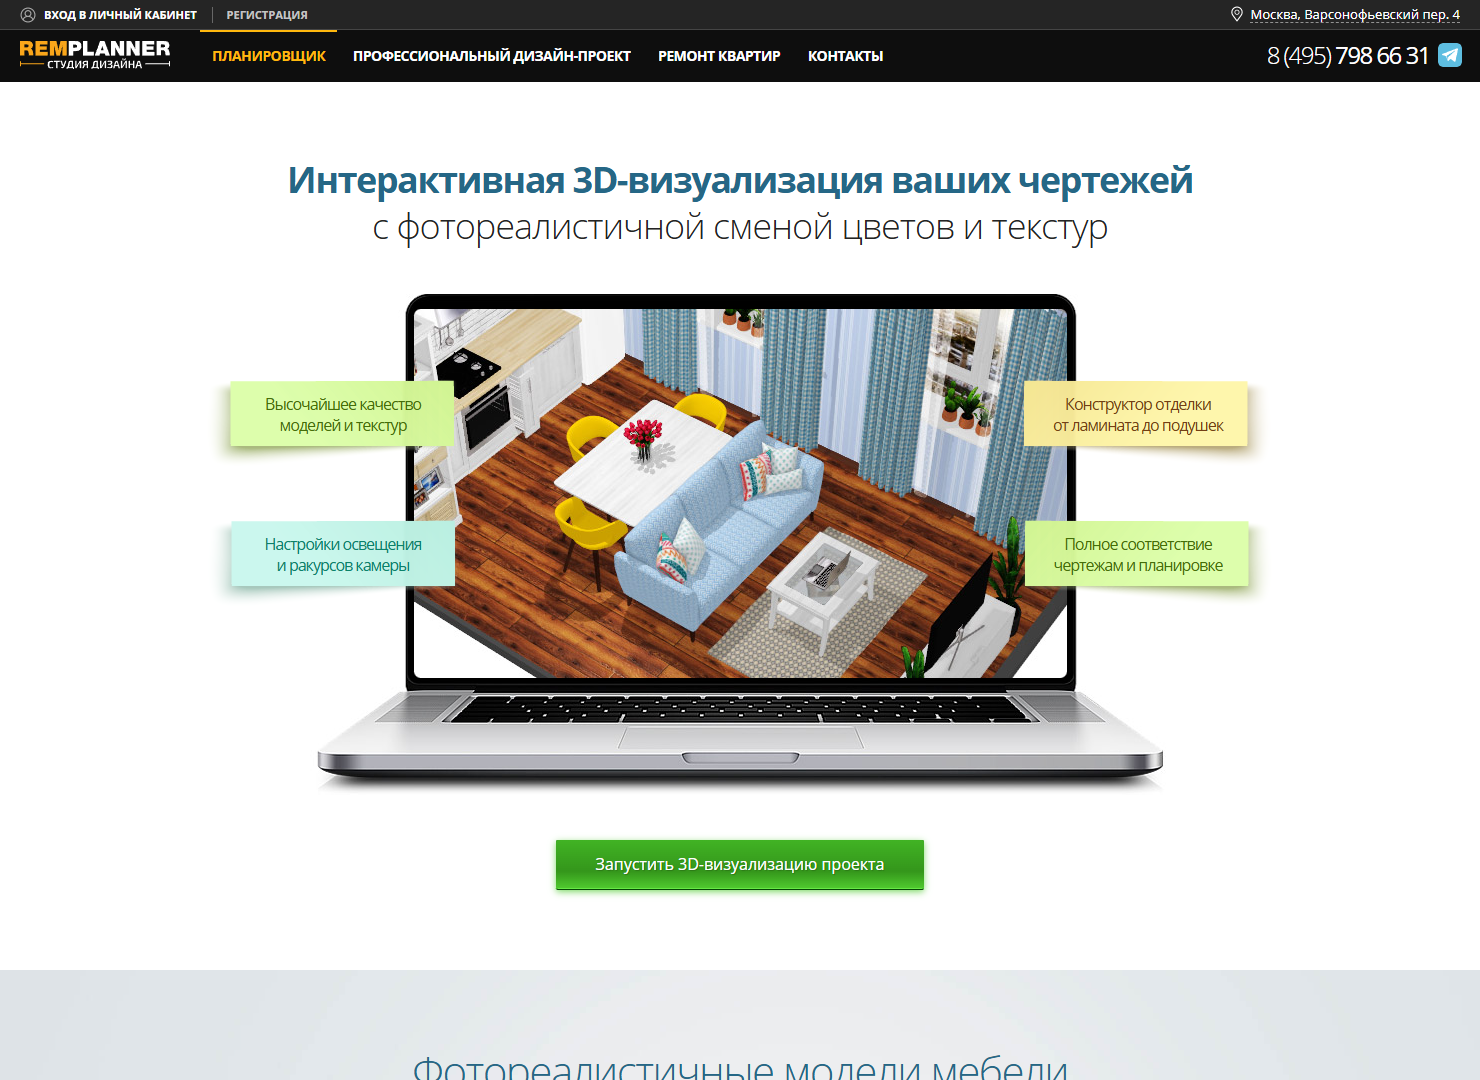 ВХОД В ЛИЧНЫЙ КАБИНЕТ
РЕГИСТРАЦИЯ
Москва, Варсонофьевский пер. 4
REMPLANNER
СТУДИЯ ДИЗАЙНА
ПЛАНИРОВЩИК
ПРОФЕССИОНАЛЬНЫЙ ДИЗАЙН-ПРОЕКТ
РЕМОНТ КВАРТИР
КОНТАКТЫ
8 (495) 798 66 31
Интерактивная 3D-визуализация ваших чертежей
с фотореалистичной сменой цветов и текстур
Высочайшее качество
моделей и текстур
Конструктор отделки
от ламината до подушек
Настройки освещения
и ракурсов камеры
Полное соответствие
чертежам и планировке
Запустить 3D-визуализацию проекта
Фотореалистичные модели мебели